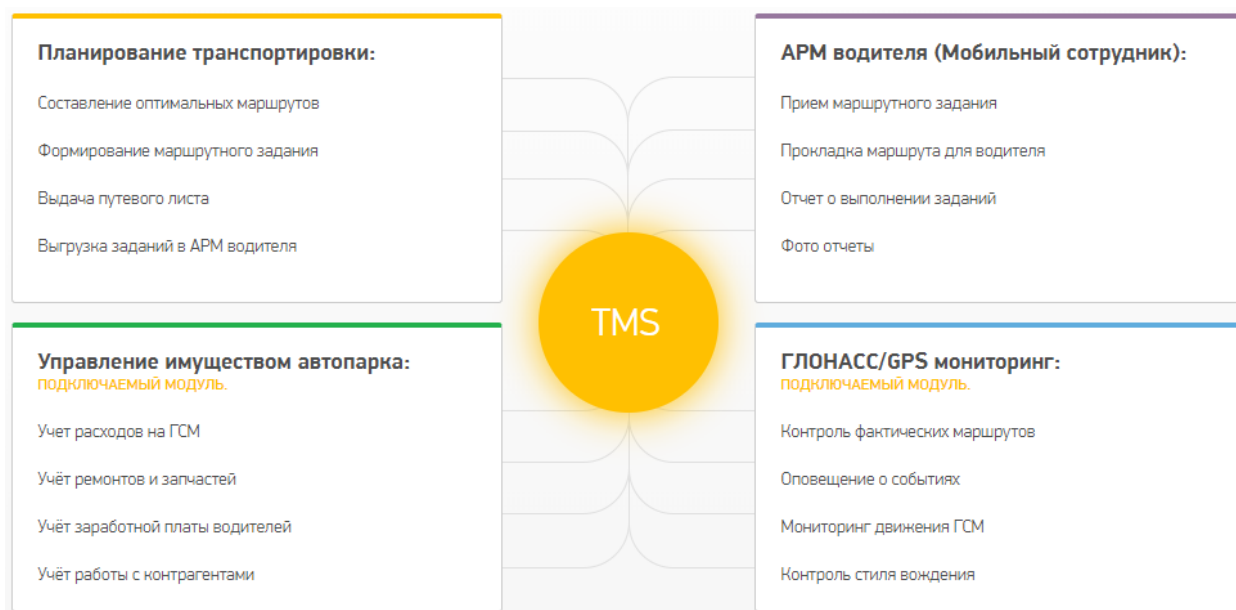 Планирование транспортировки:
Составление оптимальных маршрутов
Формирование маршрутного задания
Выдача путевого листа
Выгрузка заданий в АРМ водителя
АРМ водителя (Мобильный сотрудник):
Прием маршрутного задания
Прокладка маршрута для водителя
Отчет о выполнении заданий
Фото отчеты
TMS
Управление имуществом автопарка:
ПОДКЛЮЧАЕМЫЙ МОДУЛЬ.
Учет расходов на ГСМ
Учёт ремонтов и запчастей
Учёт заработной платы водителей
Учёт работы с контрагентами
ГЛОНАСС/GPS мониторинг:
ПОДКЛЮЧАЕМЫЙ МОДУЛЬ.
Контроль фактических маршрутов
Оповещение о событиях
Мониторинг движения ГСМ
Контроль стиля вождения